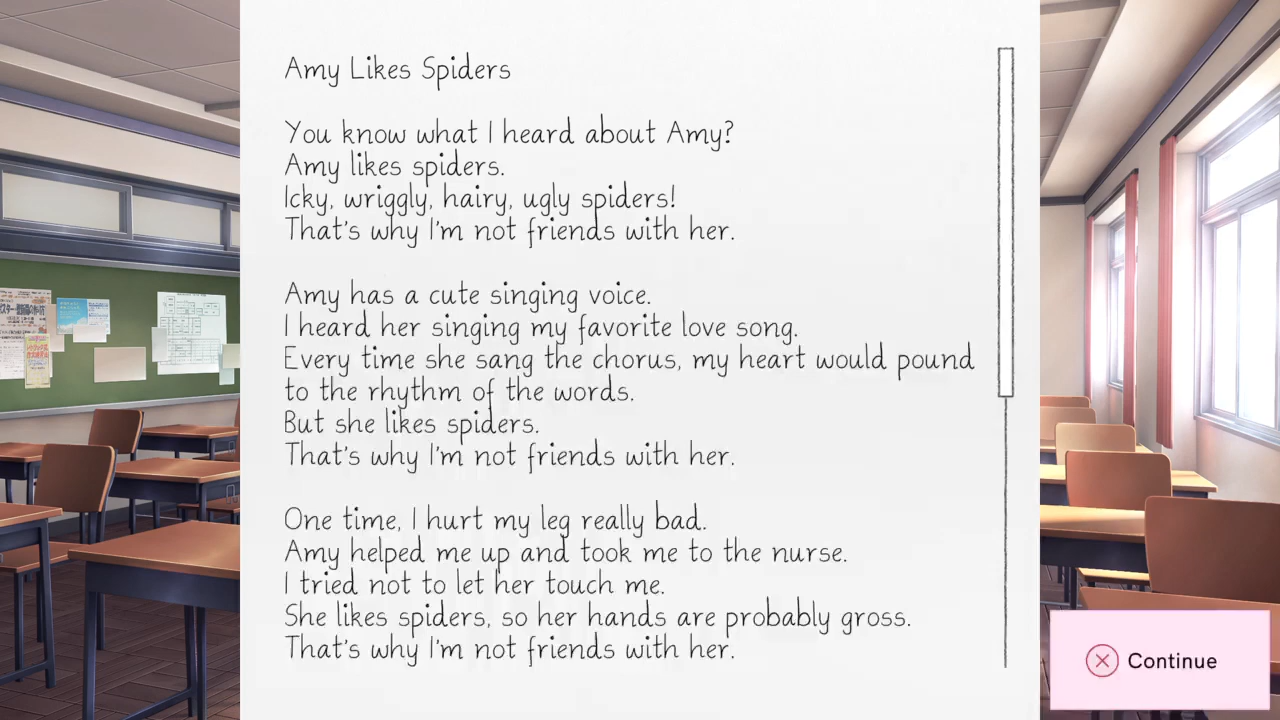 Amy Likes Spiders
You know what I heard about Amy?
Amy likes spiders.
Icky, wriggly, hairy, ugly spiders!
That's why I'm not friends with her.
Amy has a cute singing voice.
I heard her singing my favorite love song.
Every time she sang the chorus, my heart would pound
to the rhythm of the words.
But she likes spiders.
That's why I'm not friends with her.
One time, I hurt my leg really bad.
Amy helped me up and took me to the nurse.
I tried not to let her touch me.
She likes spiders, so her hands are probably gross.
That's why I'm not friends with her.
Continue